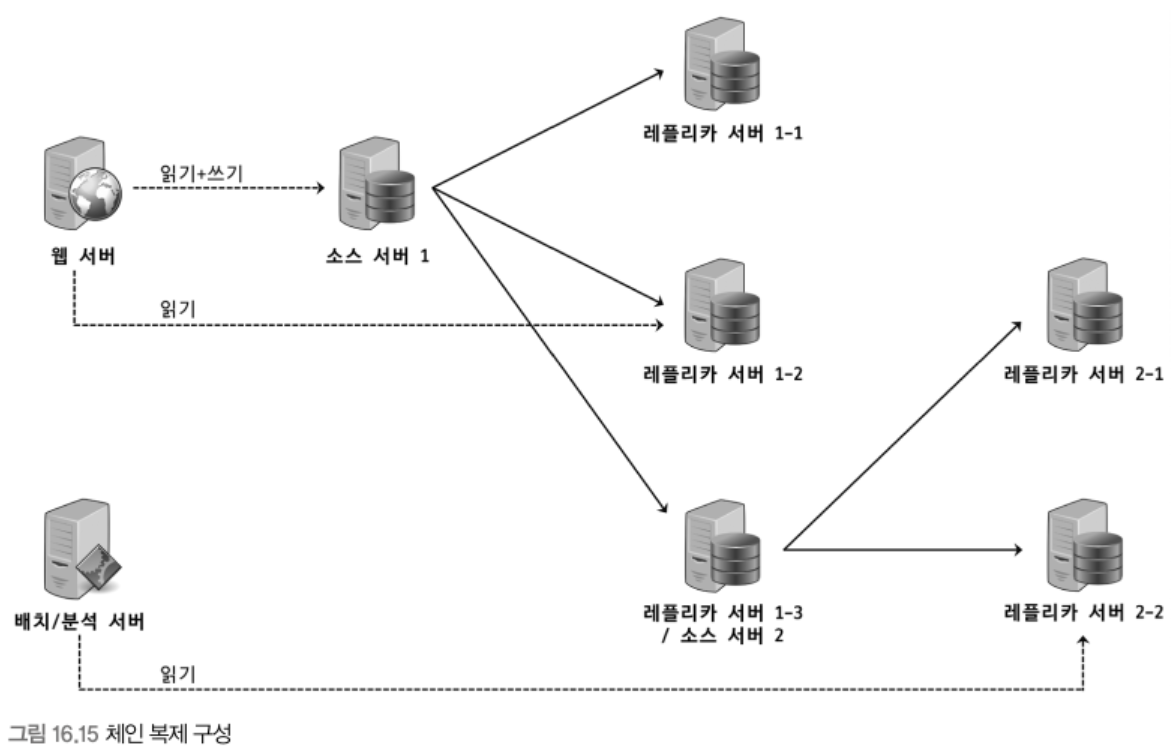 레플리카 서버 1-1
읽기+쓰기
웹 서버
소스 서버 1
읽기
레플리카 서버 1-2
레플리카 서버 2-1
배치/분석 서버
레플리카 서버 1-3
/ 소스 서버 2
레플리카 서버 2-2
읽기
그림 16.15 체인 복제 구성